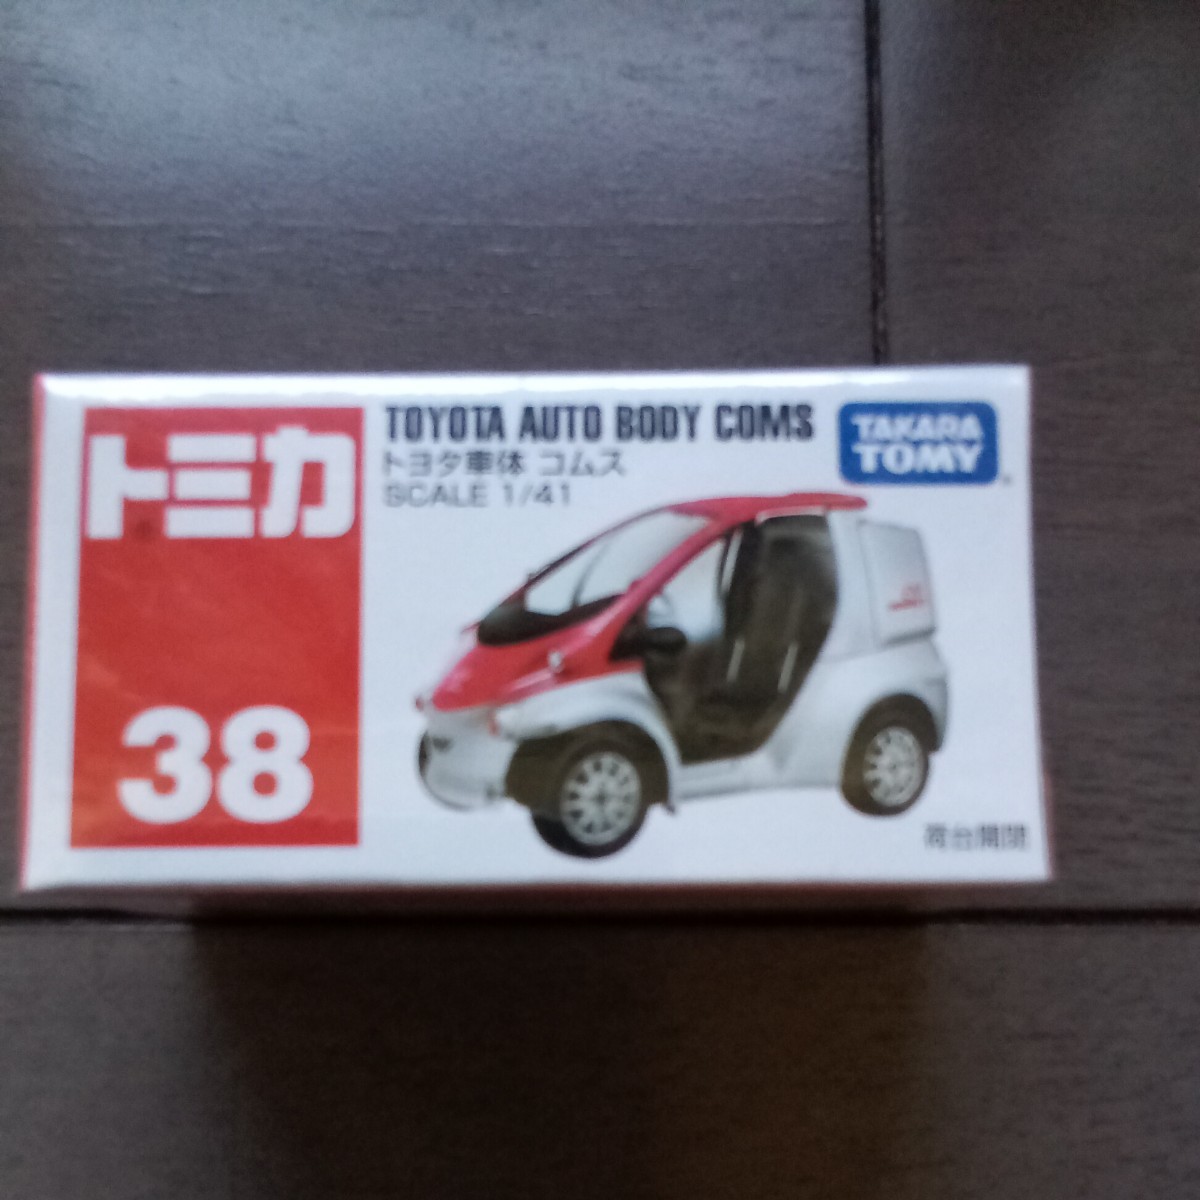 トミカ
38
TOYOTA AUTO BODY COMS
トヨタ車体 コムス
SCALE 1/41
TAKARA
TOMY
荷台開閉